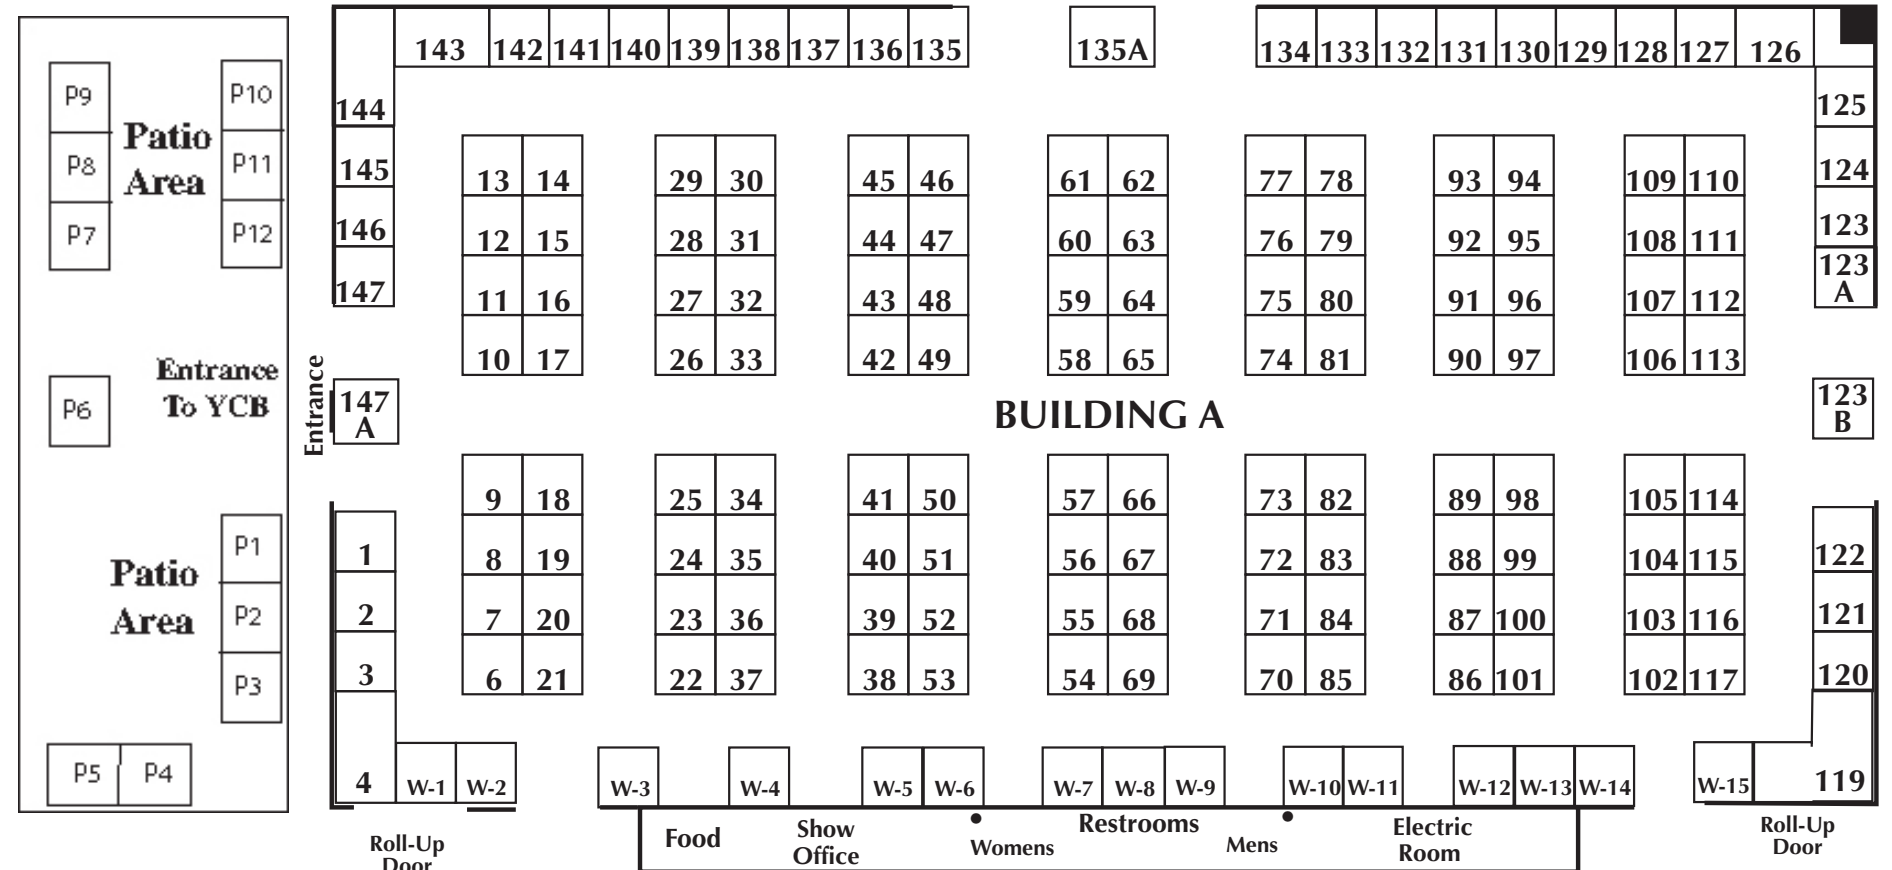 143 142 141 140 139 138 137 136 135 135A 134 133 132 131 130 129 128 127 126
P9 P10 144 125
Patio
Area
P8 P11 145 13 14 29 30 45 46 61 62 77 78 93 94 109 110 124
P7 P12 146 12 15 28 31 44 47 60 63 76 79 92 95 108 111 123
147 11 16 27 32 43 48 59 64 75 80 91 96 107 112 123
A
10 17 26 33 42 49 58 65 74 81 90 97 106 113
Entrance
To YCB
P6
Entrance
147
A
BUILDING A
123
B
9 18 25 34 41 50 57 66 73 82 89 98 105 114
P1 1 8 19 24 35 40 51 56 67 72 83 88 99 104 115 122
Patio
Area
P2 2 7 20 23 36 39 52 55 68 71 84 87 100 103 116 121
P3 3 6 21 22 37 38 53 54 69 70 85 86 101 102 117 120
P5 P4 4 W-1 W-2 W-3 W-4 W-5 W-6 W-7 W-8 W-9 W-10 W-11 W-12 W-13 W-14 W-15 119
Roll-Up
Door
Food
Show
Office
Womens
Restrooms
Mens
Electric
Room
Roll-Up
Door